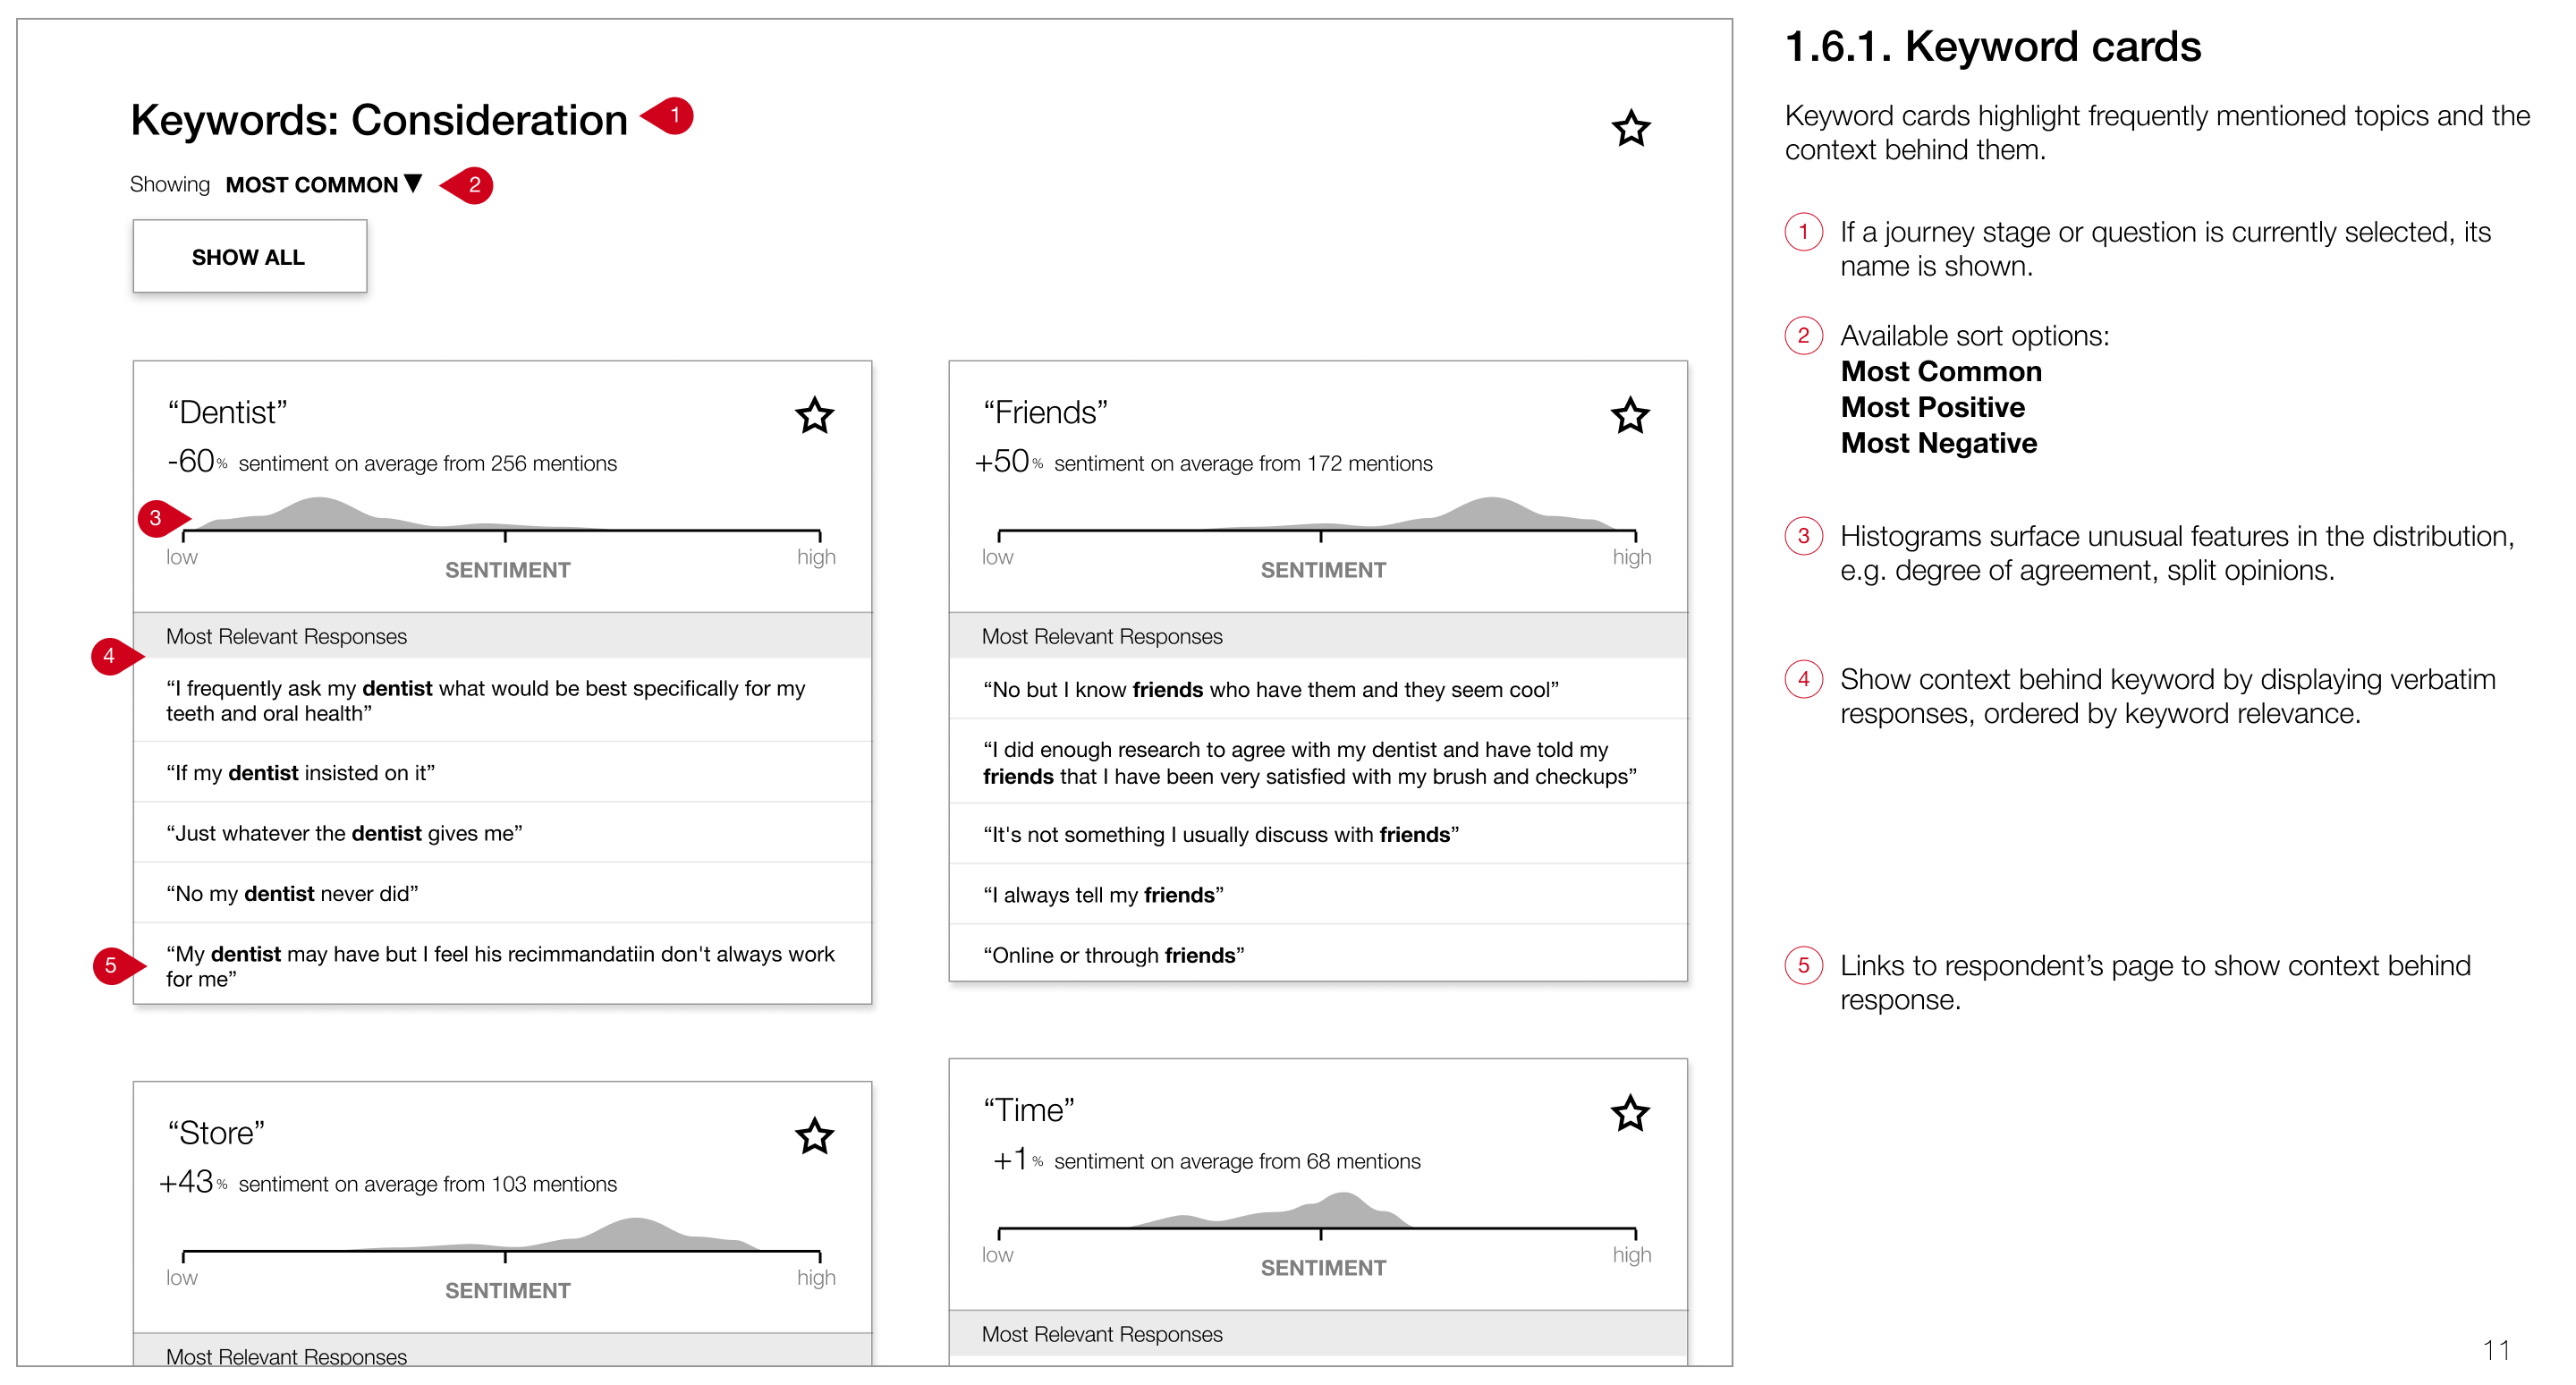 Keywords: Consideration
1
Showing MOST COMMON ▼
2
SHOW ALL
“Dentist”
-60% sentiment on average from 256 mentions
3
low
SENTIMENT
high
Most Relevant Responses
4
“I frequently ask my dentist what would be best specifically for my
teeth and oral health”
“If my dentist insisted on it”
“Just whatever the dentist gives me”
“No my dentist never did”
5
“My dentist may have but I feel his recimmandatiin don't always work
for me”
“Friends”
+50% sentiment on average from 172 mentions
low
SENTIMENT
high
Most Relevant Responses
“No but I know friends who have them and they seem cool”
“I did enough research to agree with my dentist and have told my
friends that I have been very satisfied with my brush and checkups”
“It's not something I usually discuss with friends”
“I always tell my friends”
“Online or through friends”
“Store”
+43% sentiment on average from 103 mentions
low
SENTIMENT
high
Most Relevant Responses
“Time”
+1% sentiment on average from 68 mentions
low
SENTIMENT
high
Most Relevant Responses
1.6.1. Keyword cards
Keyword cards highlight frequently mentioned topics and the
context behind them.
1 If a journey stage or question is currently selected, its
name is shown.
2 Available sort options:
Most Common
Most Positive
Most Negative
3 Histograms surface unusual features in the distribution,
e.g. degree of agreement, split opinions.
4 Show context behind keyword by displaying verbatim
responses, ordered by keyword relevance.
5 Links to respondent’s page to show context behind
response.
11